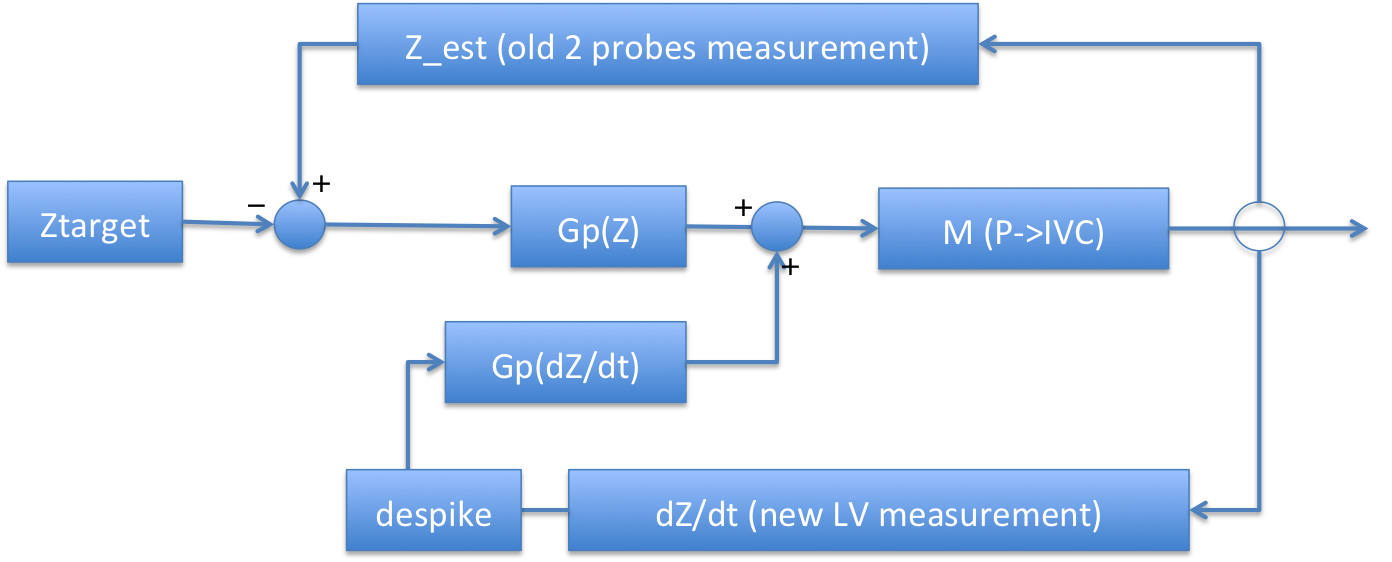 Z_est (old 2 probes measurement)
+
−
Ztarget
Gp(Z)
+
M (P->IVC)
+
Gp(dZ/dt)
despike
dZ/dt (new LV measurement)